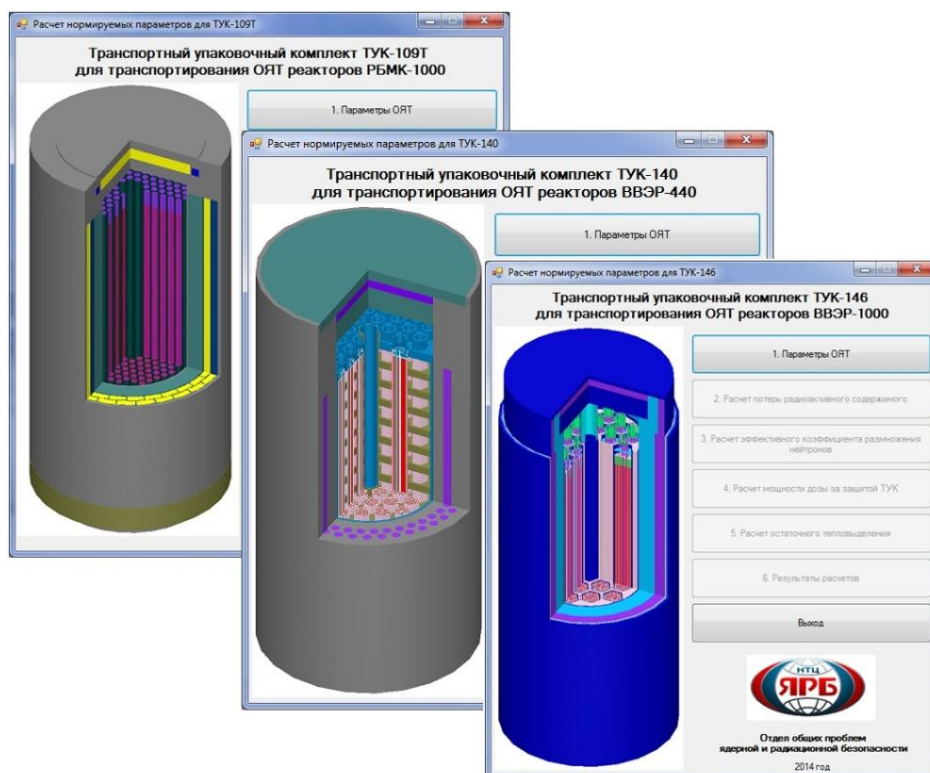 Расчет нормируемых параметров для ТУК-109Т
Транспортный упаковочный комплект ТУК-109Т
для транспортирования ОЯТ реакторов РБМК-1000
1. Параметры ОЯТ
Расчет нормируемых параметров для ТУК-140
Транспортный упаковочный комплект ТУК-140
для транспортирования ОЯТ реакторов ВВЭР-440
1. Параметры ОЯТ
Расчет нормируемых параметров для ТУК-146
Транспортный упаковочный комплект ТУК-146
для транспортирования ОЯТ реакторов ВВЭР-1000
1. Параметры ОЯТ
2. Расчет потерь радиоактивного содержимого
3. Расчет эффективного коэффициента размножения
нейтронов
4. Расчет мощности дозы за защитой ТУК
5. Расчет остаточного тепловыделения
6. Результаты расчетов
Выход
НТЦ
ЯРБ
Отдел общих проблем
ядерной и радиационной безопасности
2014 год